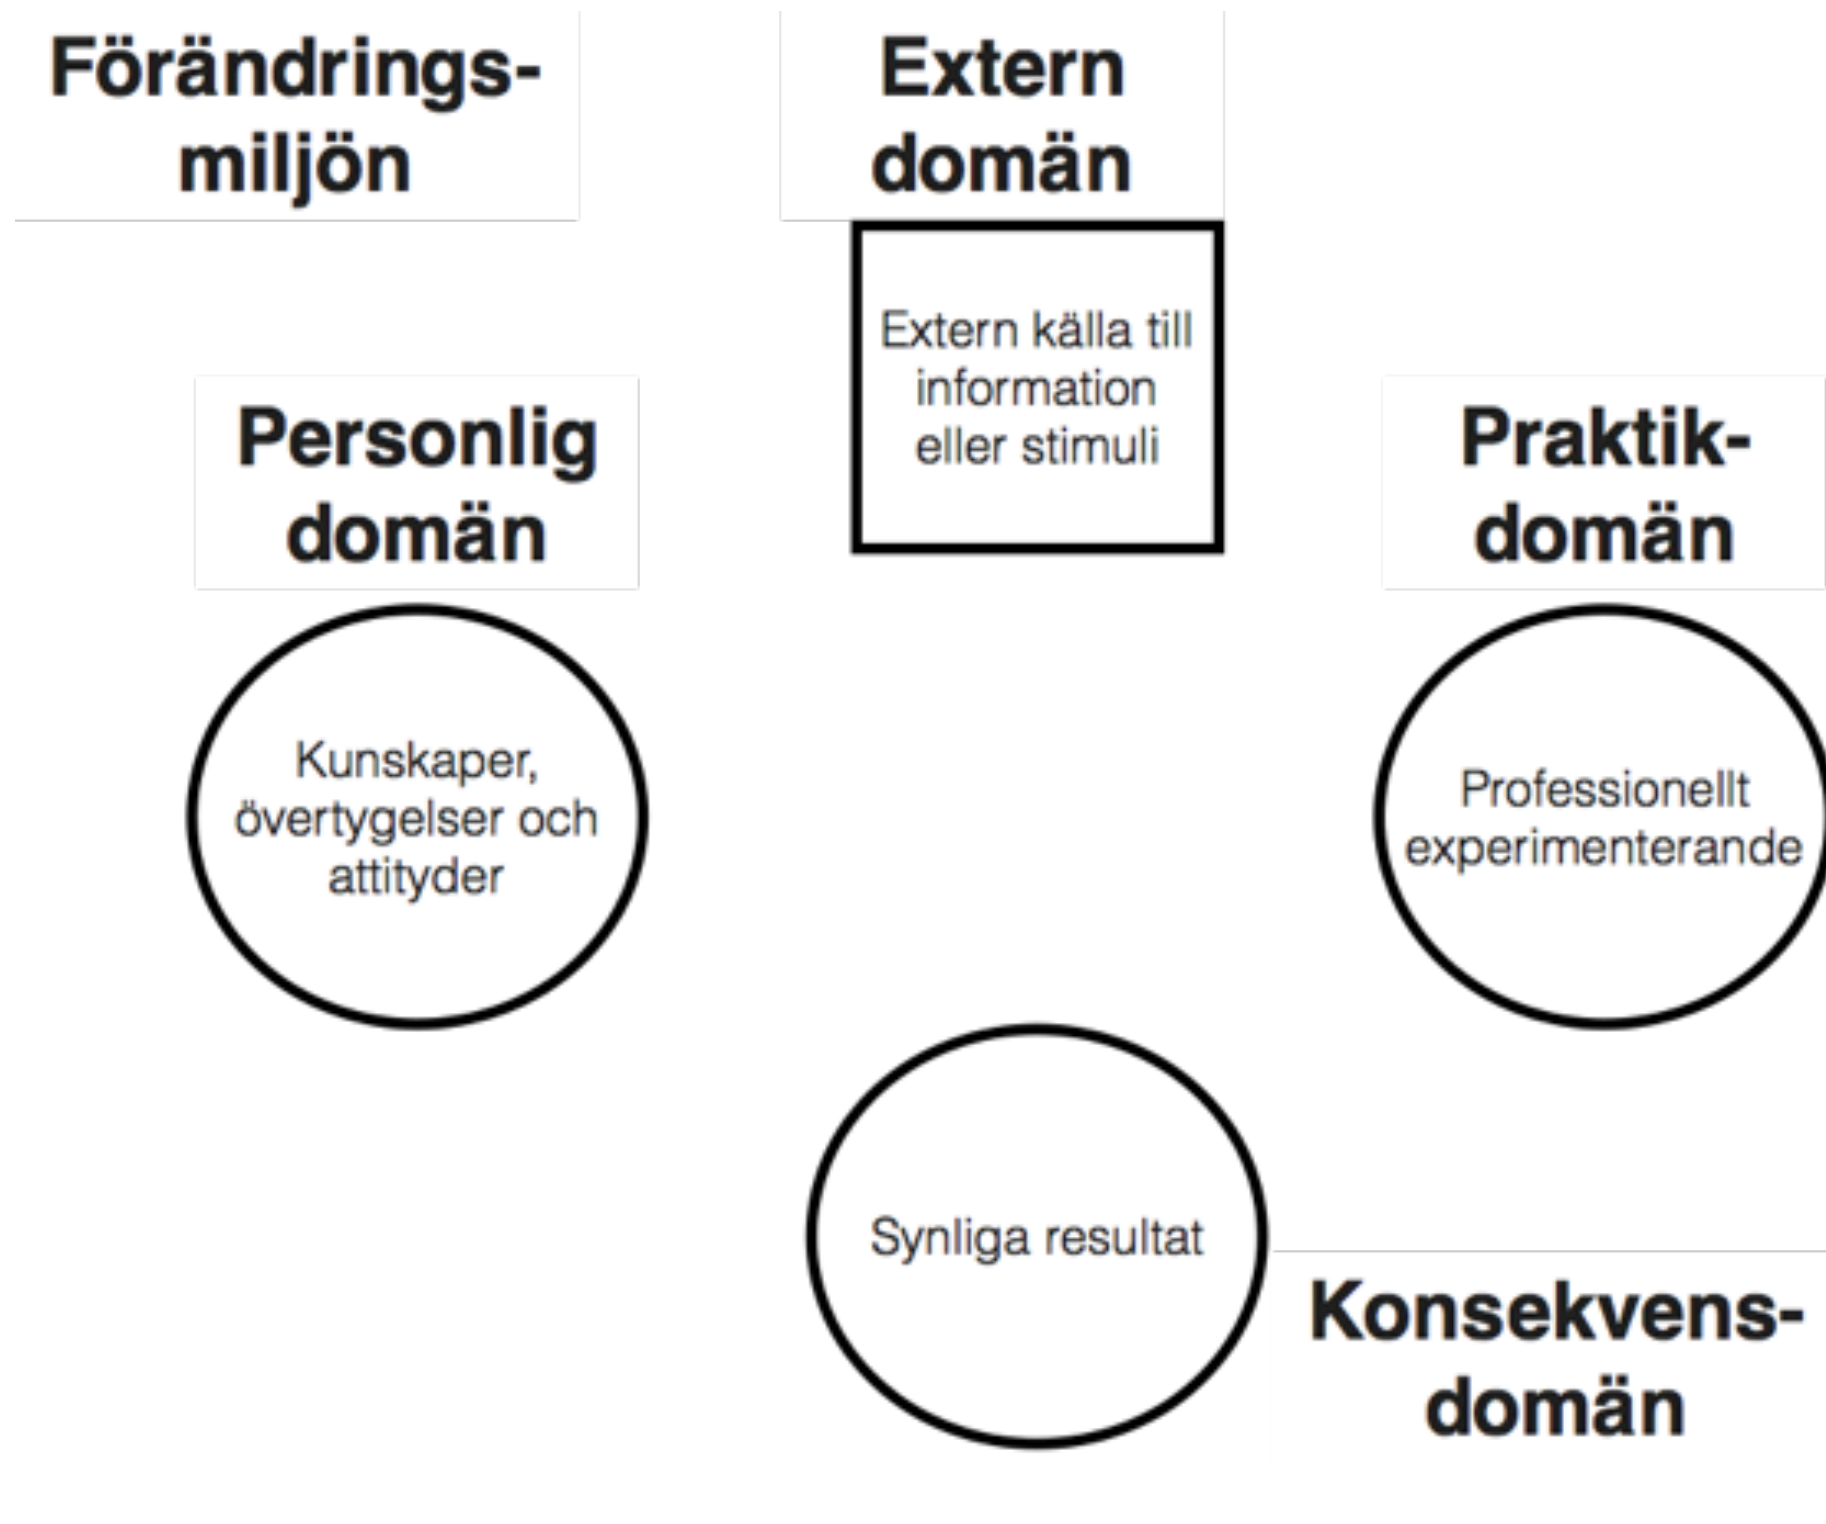 Förändrings-
miljön
Extern
domän
Extern källa till
information
eller stimuli
Personlig
domän
Kunskaper,
övertygelser och
attityder
Praktik-
domän
Professionellt
experimenterande
Synliga resultat
Konsekvens-
domän